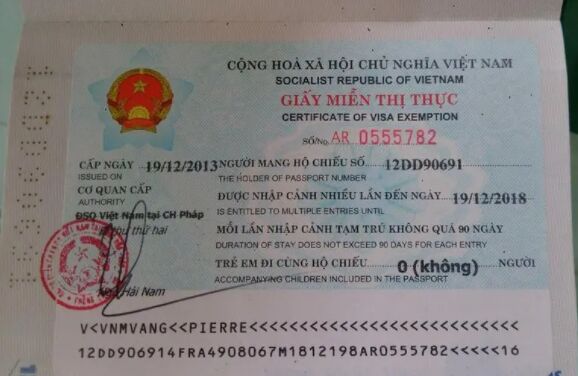 CỘNG HOÀ XÃ HỘI CHỦ NGHĨA VIỆT NAM
SOCIALIST REPUBLIC OF VIETNAM
GIẤY MIỄN THỊ THỰC
CERTIFICATE OF VISA EXEMPTION
SỐ/No. AR 0555782
CẤP NGÀY 19/12/2013 NGƯỜI MANG HỘ CHIẾU SỐ 12DD90691
ISSUED ON THE HOLDER OF PASSPORT NUMBER
CƠ QUAN CẤP ĐƯỢC NHẬP CẢNH NHIỀU LẦN ĐẾN NGÀY 19/12/2018
AUTHORITY IS ENTITLED TO MULTIPLE ENTRIES UNTIL
ĐSQ Việt Nam tại CH Pháp MỖI LẦN NHẬP CẢNH TẠM TRÚ KHÔNG QUÁ 90 NGÀY
thư thứ hai DURATION OF STAY DOES NOT EXCEED 90 DAYS FOR EACH ENTRY
TRẺ EM ĐI CÙNG HỘ CHIẾU 0 (không) NGƯỜI
ACCOMPANYING CHILDREN INCLUDED IN THE PASSPORT
Hải Nam
V<VNMVANG<<PIERRE<<<<<<<<<<<<<<<<<<<<<<<<<<<
12DD906914FRA4908067M1812198AR0555782<<<<<16